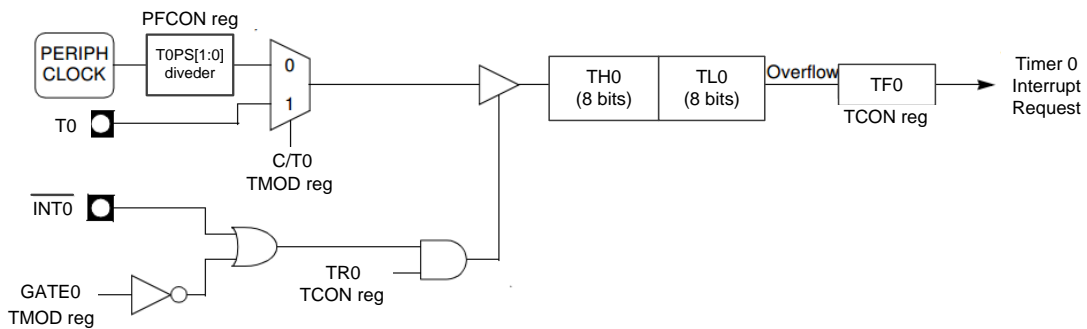 PFCON reg
PERIPH
CLOCK
T0PS[1:0]
diveder
0
1
T0
C/T0
TMOD reg
TH0
(8 bits)
TL0
(8 bits)
Overflow
TF0
TCON reg
Timer 0
Interrupt
Request
INT0
GATE0
TMOD reg
TR0
TCON reg